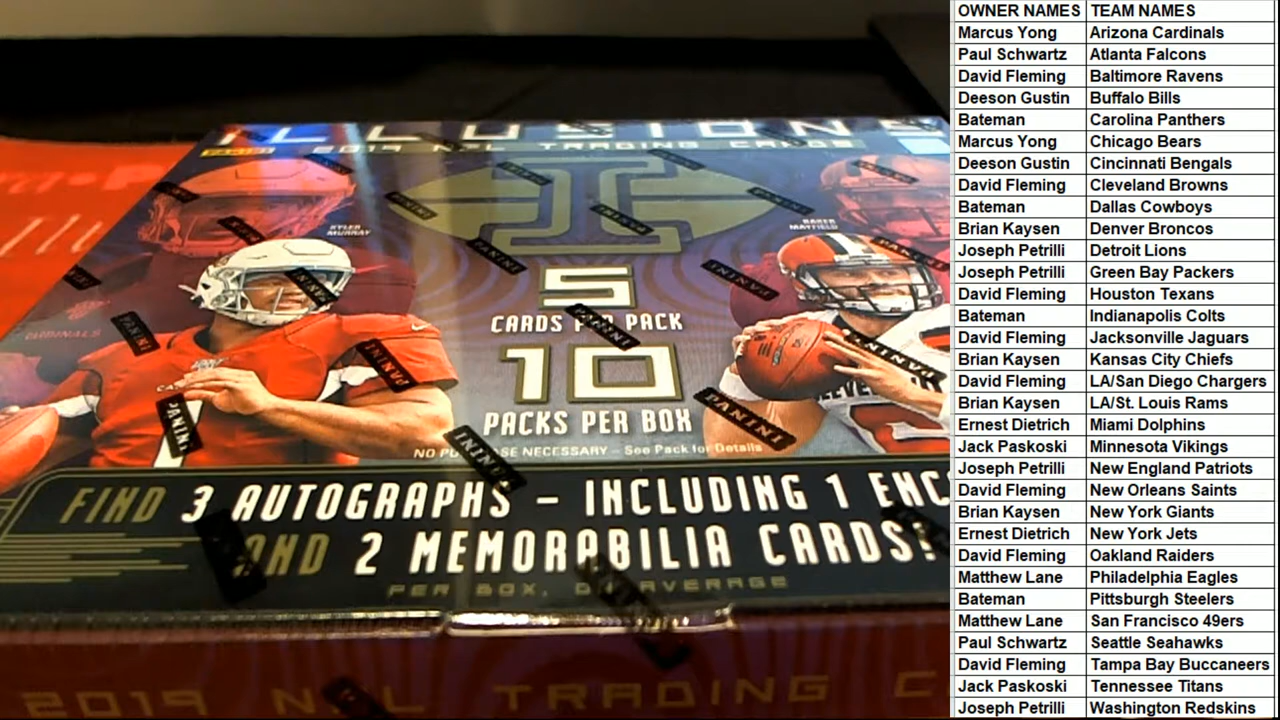 ILLUSIONS
PANINI 2019 NFL TRADING CARDS
KYLER
MURRAY
BAKER
MAYFIELD
5
CARDS PER PACK
10
PACKS PER BOX
NO PURCHASE NECESSARY – See Pack for Details
FIND 3 AUTOGRAPHS – INCLUDING 1 ENC
AND 2 MEMORABILIA CARDS!
PER BOX, ON AVERAGE
2019 NFL TRADING C
CARDINALS
PANINI
OWNER NAMES TEAM NAMES
Marcus Yong Arizona Cardinals
Paul Schwartz Atlanta Falcons
David Fleming Baltimore Ravens
Deeson Gustin Buffalo Bills
Bateman Carolina Panthers
Marcus Yong Chicago Bears
Deeson Gustin Cincinnati Bengals
David Fleming Cleveland Browns
Bateman Dallas Cowboys
Brian Kaysen Denver Broncos
Joseph Petrilli Detroit Lions
Joseph Petrilli Green Bay Packers
David Fleming Houston Texans
Bateman Indianapolis Colts
David Fleming Jacksonville Jaguars
Brian Kaysen Kansas City Chiefs
David Fleming LA/San Diego Chargers
Brian Kaysen LA/St. Louis Rams
Ernest Dietrich Miami Dolphins
Jack Paskoski Minnesota Vikings
Joseph Petrilli New England Patriots
David Fleming New Orleans Saints
Brian Kaysen New York Giants
Ernest Dietrich New York Jets
David Fleming Oakland Raiders
Matthew Lane Philadelphia Eagles
Bateman Pittsburgh Steelers
Matthew Lane San Francisco 49ers
Paul Schwartz Seattle Seahawks
David Fleming Tampa Bay Buccaneers
Jack Paskoski Tennessee Titans
Joseph Petrilli Washington Redskins